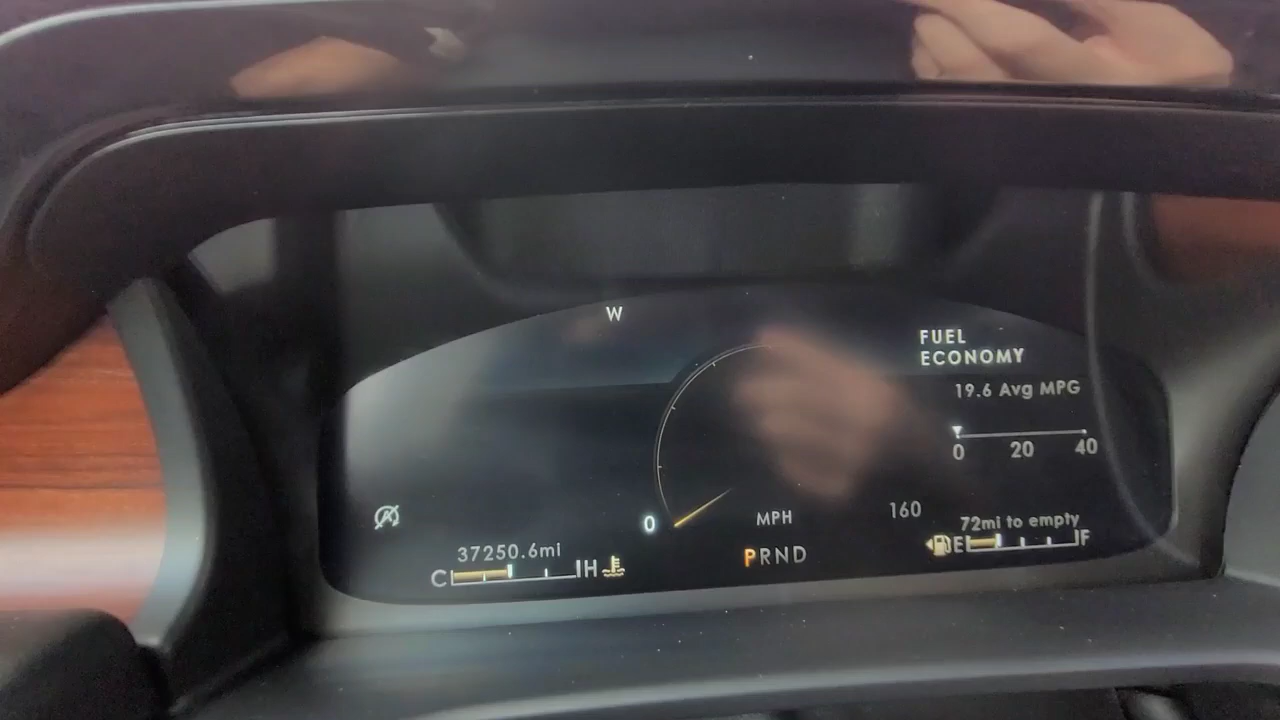 W
FUEL
ECONOMY
19.6 Avg MPG
0 20 40
0 MPH 160
72mi to empty
E F
37250.6mi
C H
PRND